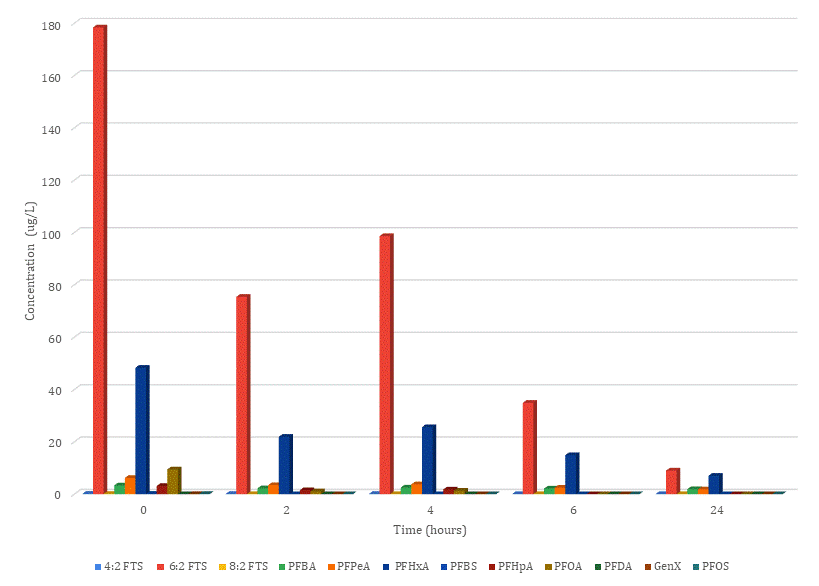 180
160
140
120
100
80
60
40
20
0
Concentration (ug/L)
0 2 4 6 24
Time (hours)
4:2 FTS 6:2 FTS 8:2 FTS PFBA PFPeA PFHxA PFBS PFHpA PFOA PFDA GenX PFOS